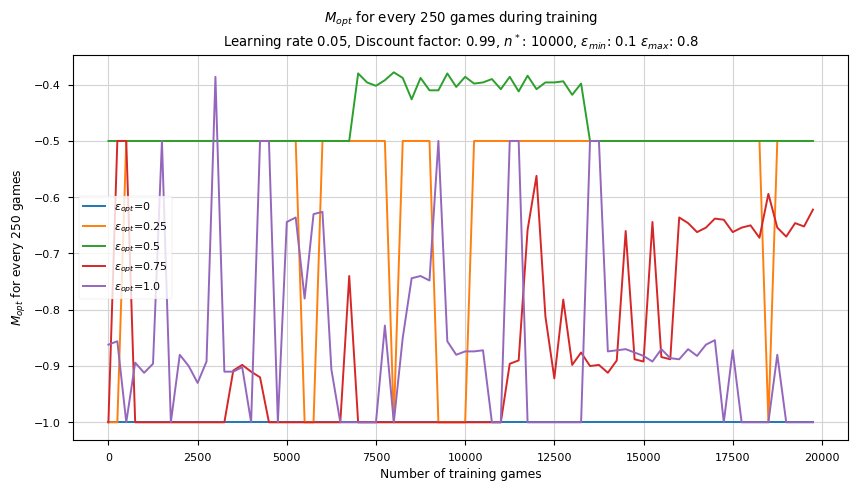 M_opt for every 250 games during training
Learning rate 0.05, Discount factor: 0.99, n*: 10000, ε_min: 0.1 ε_max: 0.8
M_opt for every 250 games
−0.4
−0.5
−0.6
−0.7
−0.8
−0.9
−1.0
ε_opt=0
ε_opt=0.25
ε_opt=0.5
ε_opt=0.75
ε_opt=1.0
0 2500 5000 7500 10000 12500 15000 17500 20000
Number of training games